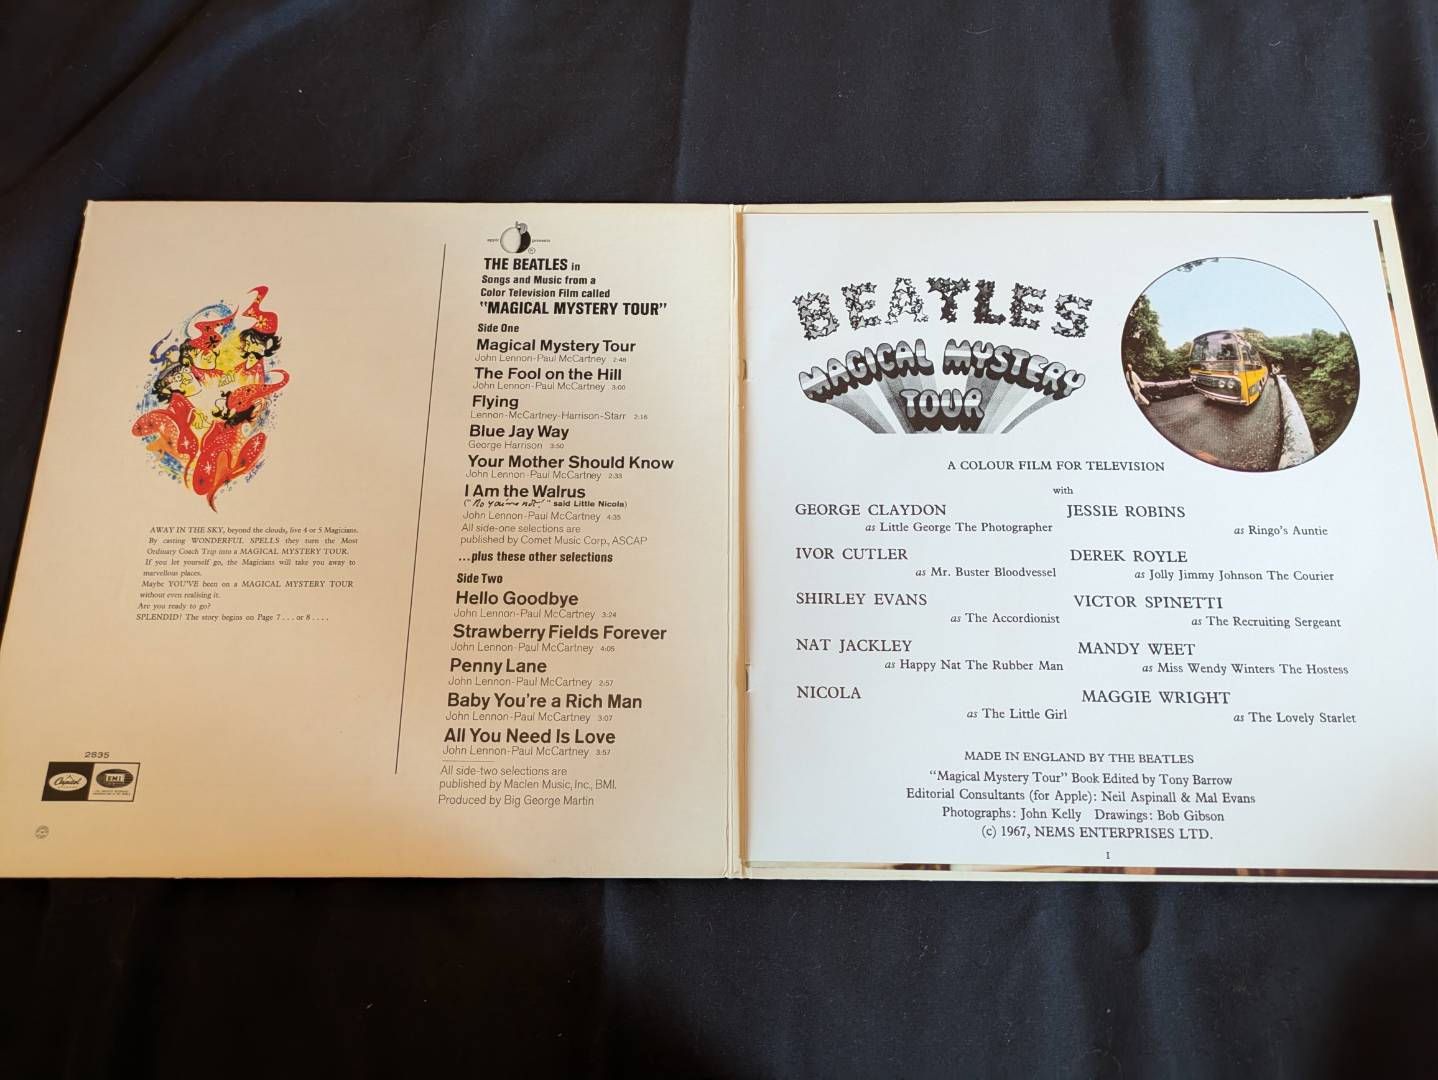 AWAY IN THE SKY, beyond the clouds, live 4 or 5 Magicians.
By casting WONDERFUL SPELLS they turn the Most
Ordinary Coach Trip into a MAGICAL MYSTERY TOUR.
If you let yourself go, the Magicians will take you away to
marvellous places.
Maybe YOU'VE been on a MAGICAL MYSTERY TOUR
without even realising it.
Are you ready to go?
SPLENDID! The story begins on Page 7 . . . or 8 . . . .
2835
Capitol
EMI
apple presents
THE BEATLES in
Songs and Music from a
Color Television Film called
"MAGICAL MYSTERY TOUR"
Side One
Magical Mystery Tour
John Lennon-Paul McCartney 2:48
The Fool on the Hill
John Lennon-Paul McCartney 3:00
Flying
Lennon-McCartney-Harrison-Starr 2:16
Blue Jay Way
George Harrison 3:50
Your Mother Should Know
John Lennon-Paul McCartney 2:33
I Am the Walrus
("No you're not!" said Little Nicola)
John Lennon-Paul McCartney 4:35
All side-one selections are
published by Comet Music Corp., ASCAP
...plus these other selections
Side Two
Hello Goodbye
John Lennon-Paul McCartney 3:24
Strawberry Fields Forever
John Lennon-Paul McCartney 4:05
Penny Lane
John Lennon-Paul McCartney 2:57
Baby You're a Rich Man
John Lennon-Paul McCartney 3:07
All You Need Is Love
John Lennon-Paul McCartney 3:57
All side-two selections are
published by Maclen Music, Inc., BMI.
Produced by Big George Martin
BEATLES
MAGICAL MYSTERY
TOUR
A COLOUR FILM FOR TELEVISION
with
GEORGE CLAYDON
as Little George The Photographer
JESSIE ROBINS
as Ringo's Auntie
IVOR CUTLER
as Mr. Buster Bloodvessel
DEREK ROYLE
as Jolly Jimmy Johnson The Courier
SHIRLEY EVANS
as The Accordionist
VICTOR SPINETTI
as The Recruiting Sergeant
NAT JACKLEY
as Happy Nat The Rubber Man
MANDY WEET
as Miss Wendy Winters The Hostess
NICOLA
as The Little Girl
MAGGIE WRIGHT
as The Lovely Starlet
MADE IN ENGLAND BY THE BEATLES
"Magical Mystery Tour" Book Edited by Tony Barrow
Editorial Consultants (for Apple): Neil Aspinall & Mal Evans
Photographs: John Kelly Drawings: Bob Gibson
(c) 1967, NEMS ENTERPRISES LTD.
1